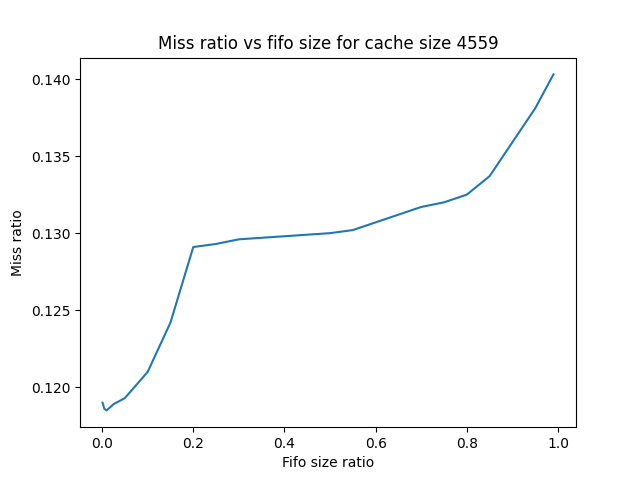 Miss ratio vs fifo size for cache size 4559
0.140
0.135
0.130
0.125
0.120
Miss ratio
0.0 0.2 0.4 0.6 0.8 1.0
Fifo size ratio